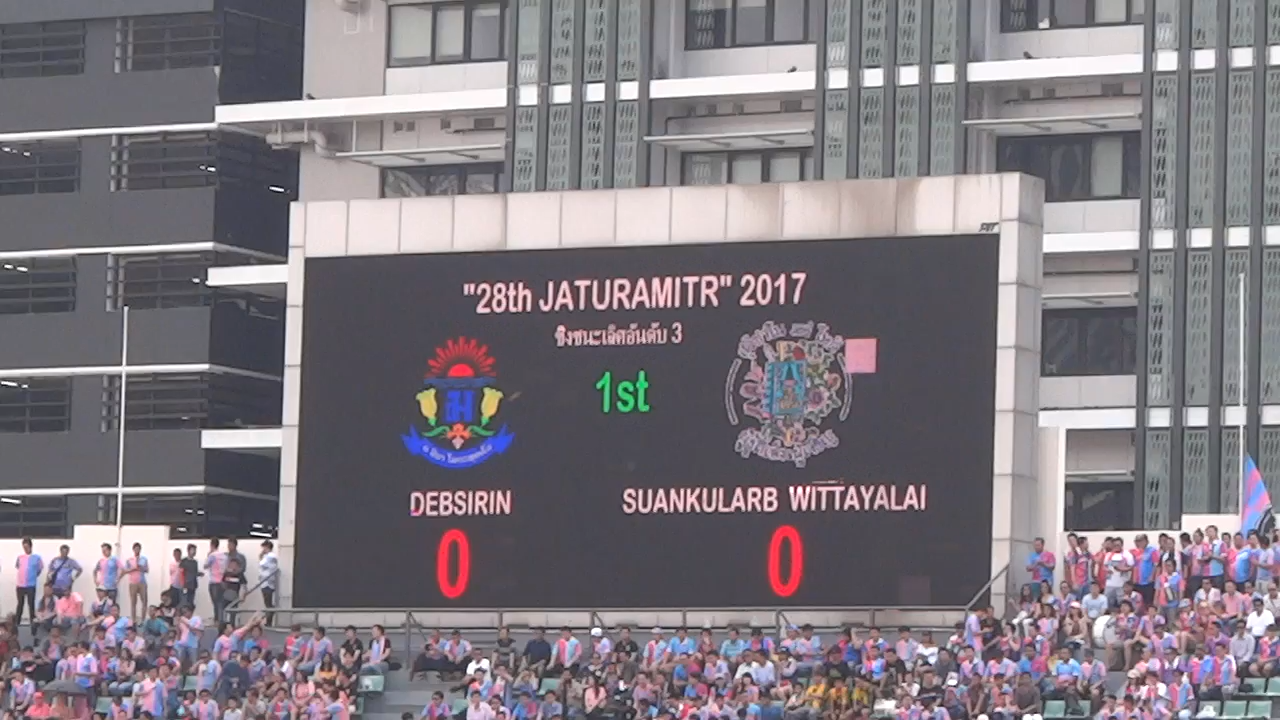 "28th JATURAMITR" 2017
ชิงชนะเลิศอันดับ 3
1st
DEBSIRIN
SUANKULARB WITTAYALAI
0
0